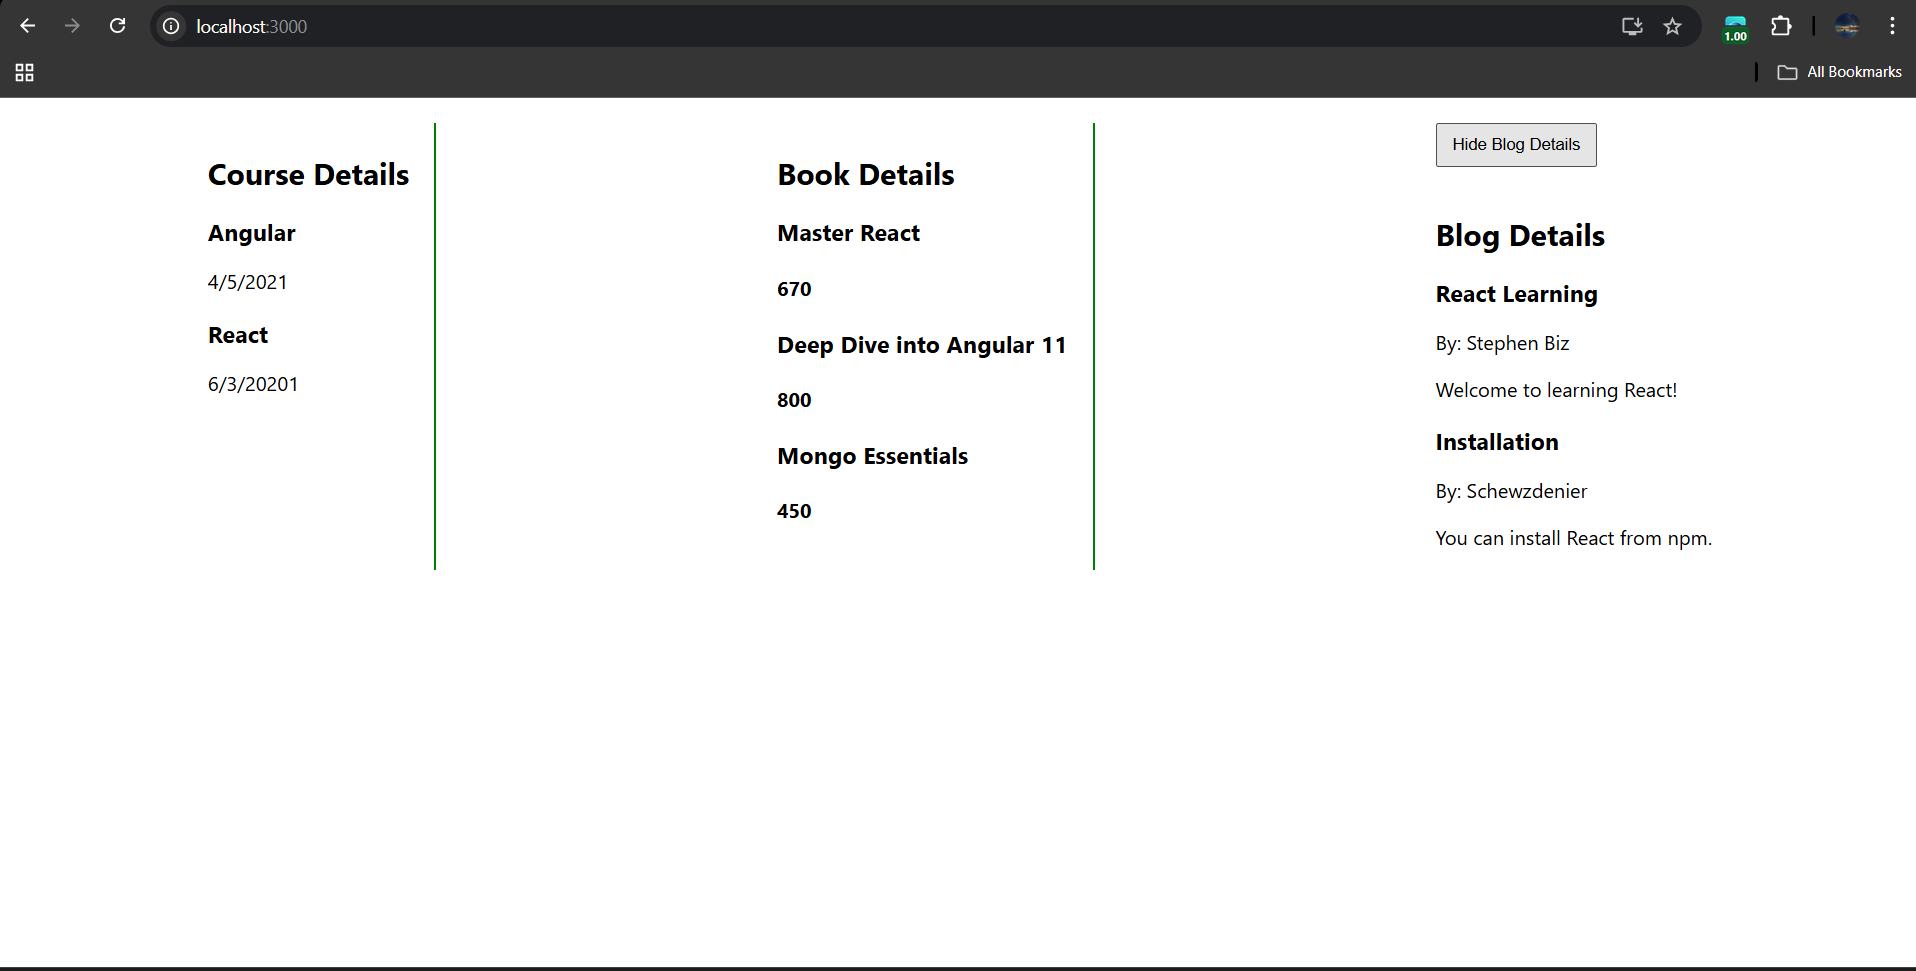 localhost:3000
1.00
All Bookmarks
Course Details
Angular
4/5/2021
React
6/3/20201
Book Details
Master React
670
Deep Dive into Angular 11
800
Mongo Essentials
450
Hide Blog Details
Blog Details
React Learning
By: Stephen Biz
Welcome to learning React!
Installation
By: Schewzdenier
You can install React from npm.